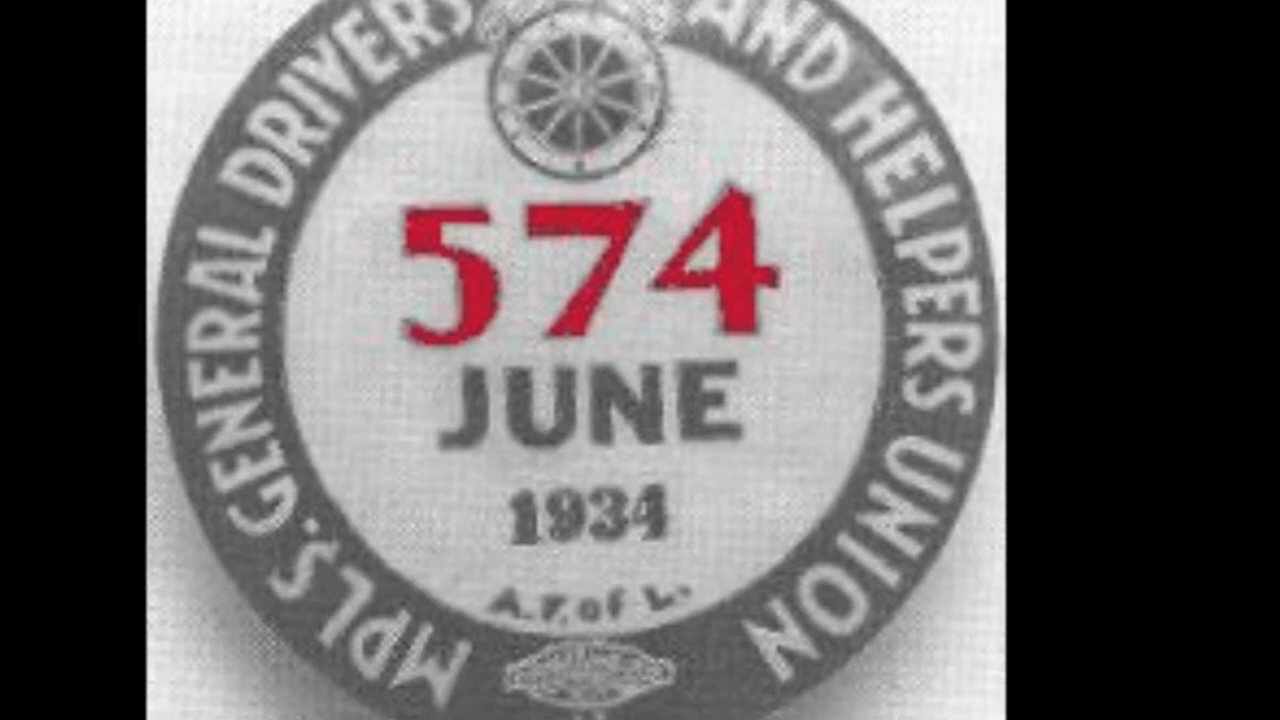 MPLS. GENERAL DRIVERS AND HELPERS UNION
574
JUNE
1934
A.F. of L.